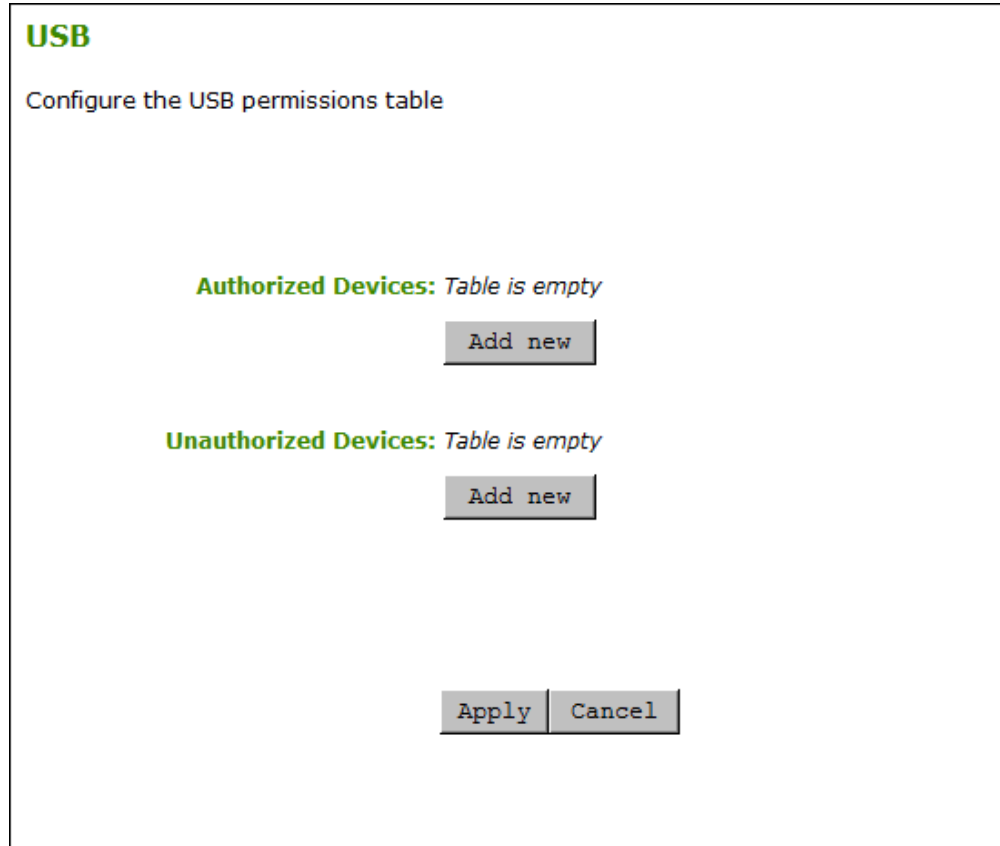 USB
Configure the USB permissions table
Authorized Devices: Table is empty
Add new
Unauthorized Devices: Table is empty
Add new
Apply Cancel